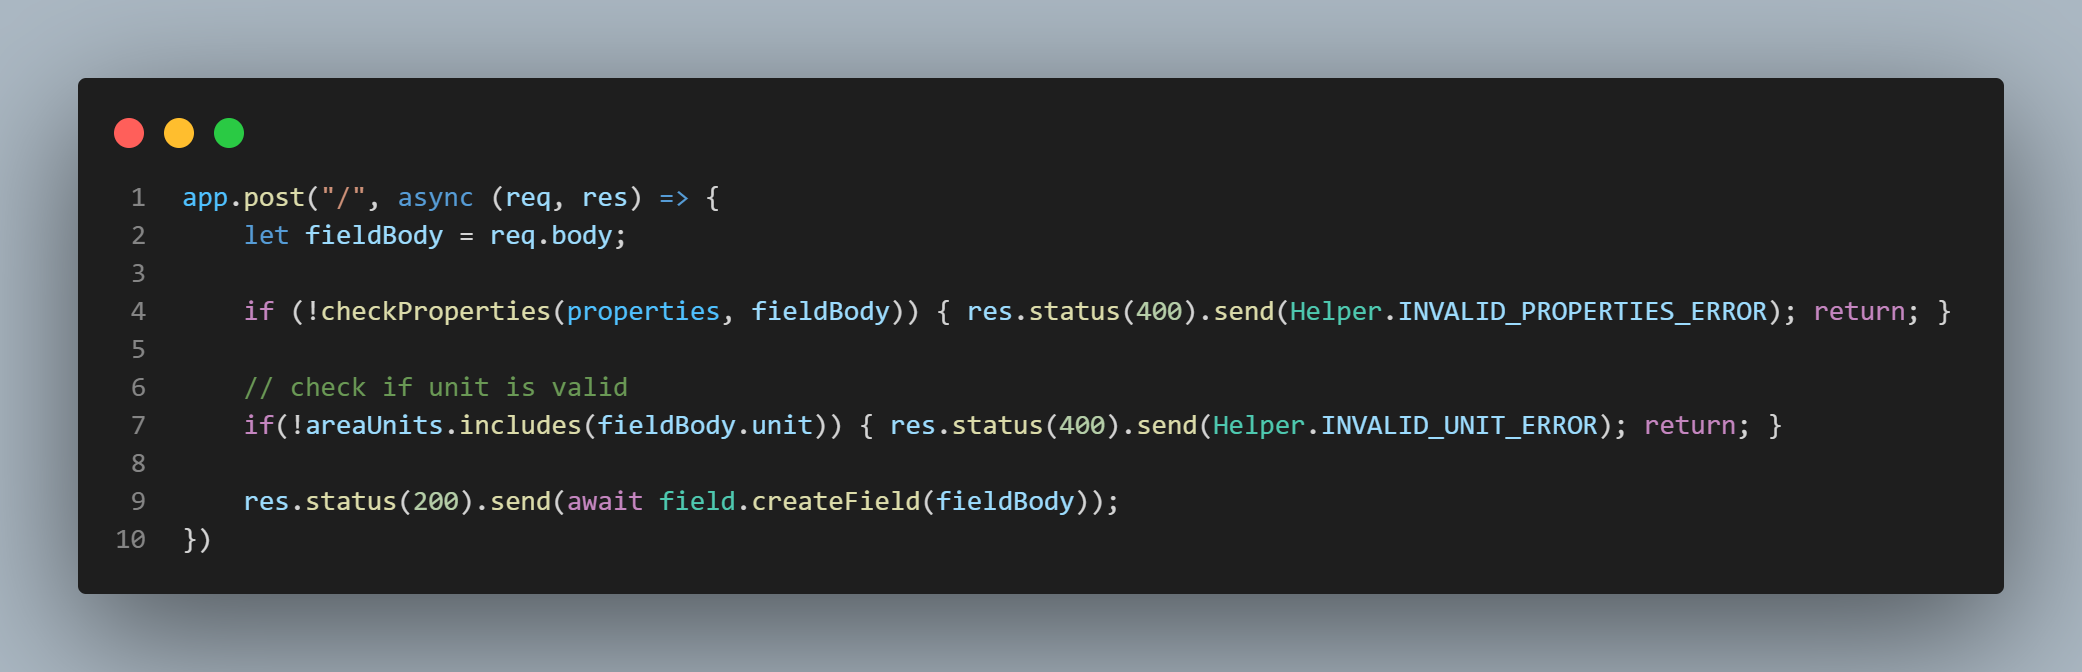 1 app.post("/", async (req, res) => {
2     let fieldBody = req.body;
3
4     if (!checkProperties(properties, fieldBody)) { res.status(400).send(Helper.INVALID_PROPERTIES_ERROR); return; }
5
6     // check if unit is valid
7     if(!areaUnits.includes(fieldBody.unit)) { res.status(400).send(Helper.INVALID_UNIT_ERROR); return; }
8
9     res.status(200).send(await field.createField(fieldBody));
10 })